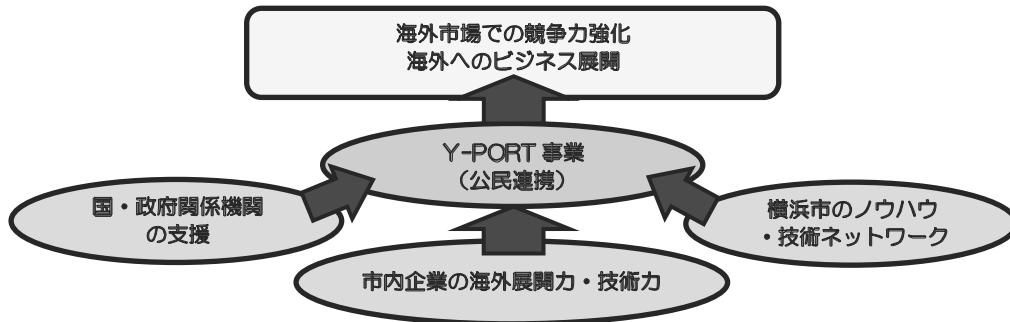 海外市場での競争力強化
海外へのビジネス展開
Y-PORT 事業
（公民連携）
国・政府関係機関
の支援
横浜市のノウハウ
・技術ネットワーク
市内企業の海外展開力・技術力